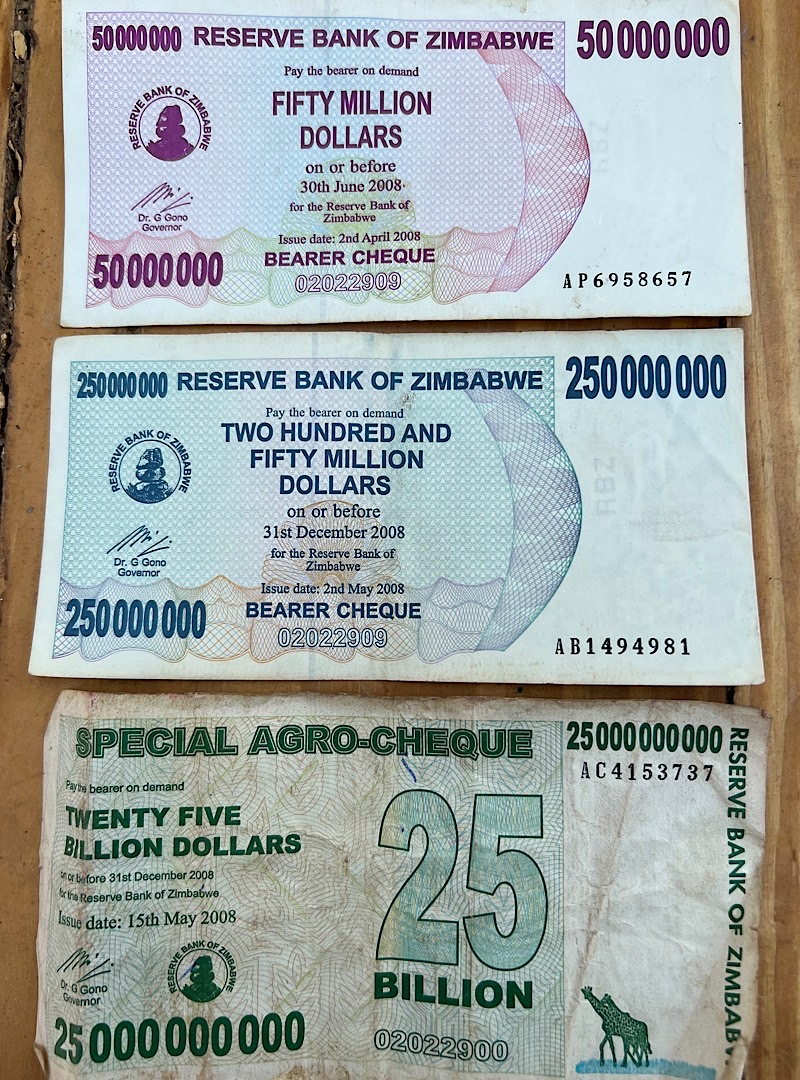 50000000 RESERVE BANK OF ZIMBABWE 50000000
Pay the bearer on demand
FIFTY MILLION
DOLLARS
RESERVE BANK OF ZIMBABWE
on or before
30th June 2008
for the Reserve Bank of
Zimbabwe
Dr. G Gono
Governor
Issue date: 2nd April 2008
BEARER CHEQUE
50000000
02022909
AP6958657
RBZ
250000000 RESERVE BANK OF ZIMBABWE 250000000
Pay the bearer on demand
TWO HUNDRED AND
FIFTY MILLION
DOLLARS
RESERVE BANK OF ZIMBABWE
on or before
31st December 2008
for the Reserve Bank of
Zimbabwe
Dr. G Gono
Governor
Issue date: 2nd May 2008
BEARER CHEQUE
250000000
02022909
AB1494981
RBZ
SPECIAL AGRO-CHEQUE
25000000000
AC4153737
RESERVE BANK OF ZIMBABW
Pay the bearer on demand
TWENTY FIVE
BILLION DOLLARS
on or before 31st December 2008
for the Reserve Bank of Zimbabwe
Issue date: 15th May 2008
Dr. G Gono
Governor
RESERVE BANK OF ZIMBABWE
25
BILLION
25000000000
02022900